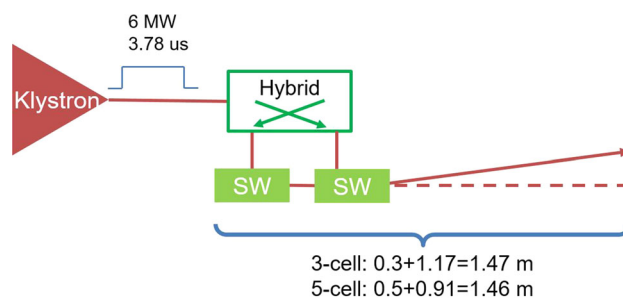 6 MW
3.78 us
Klystron
Hybrid
SW
SW
3-cell: 0.3+1.17=1.47 m
5-cell: 0.5+0.91=1.46 m